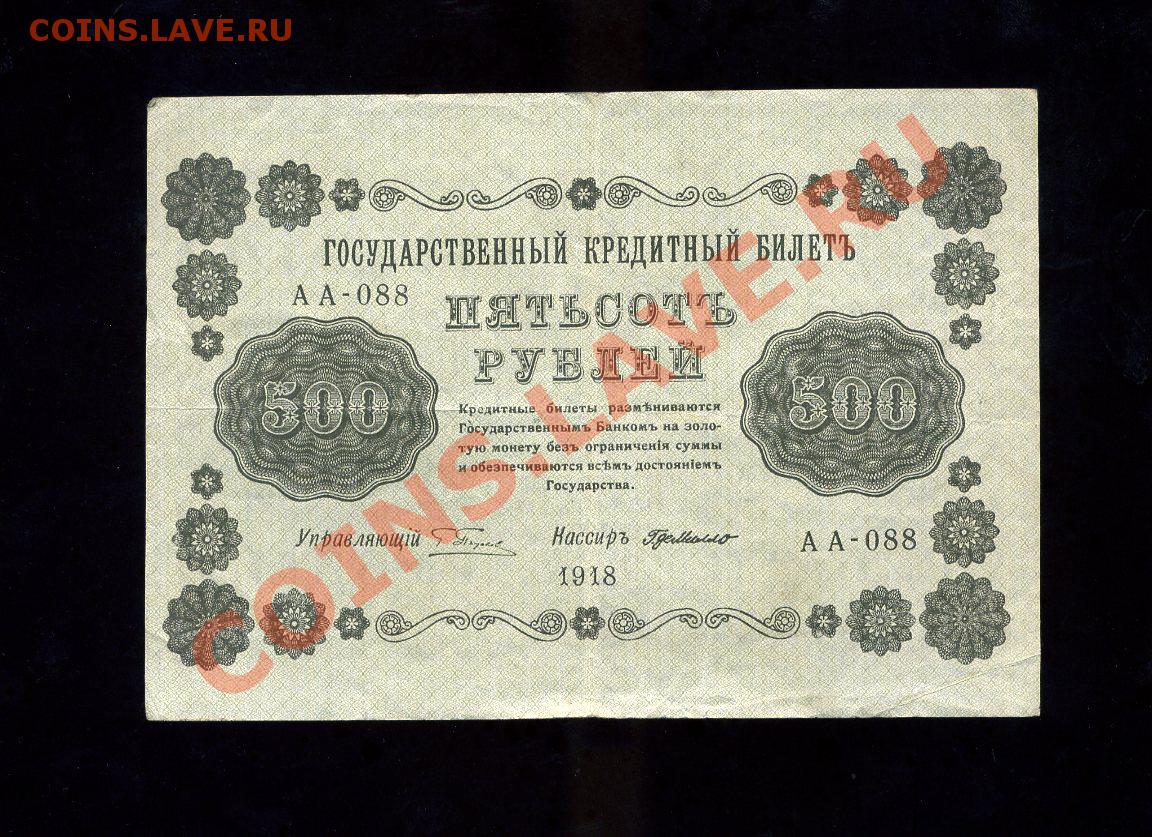 COINS.LAVE.RU
ГОСУДАРСТВЕННЫЙ КРЕДИТНЫЙ БИЛЕТЪ
АА-088
ПЯТЬСОТЪ
РУБЛЕЙ
500
500
Кредитные билеты размѣниваются
Государственнымъ Банкомъ на золо-
тую монету безъ ограниченія суммы
и обезпечиваются всѣмъ достояніемъ
Государства.
Управляющій
Кассиръ
АА-088
1918
COINS.LAVE.RU